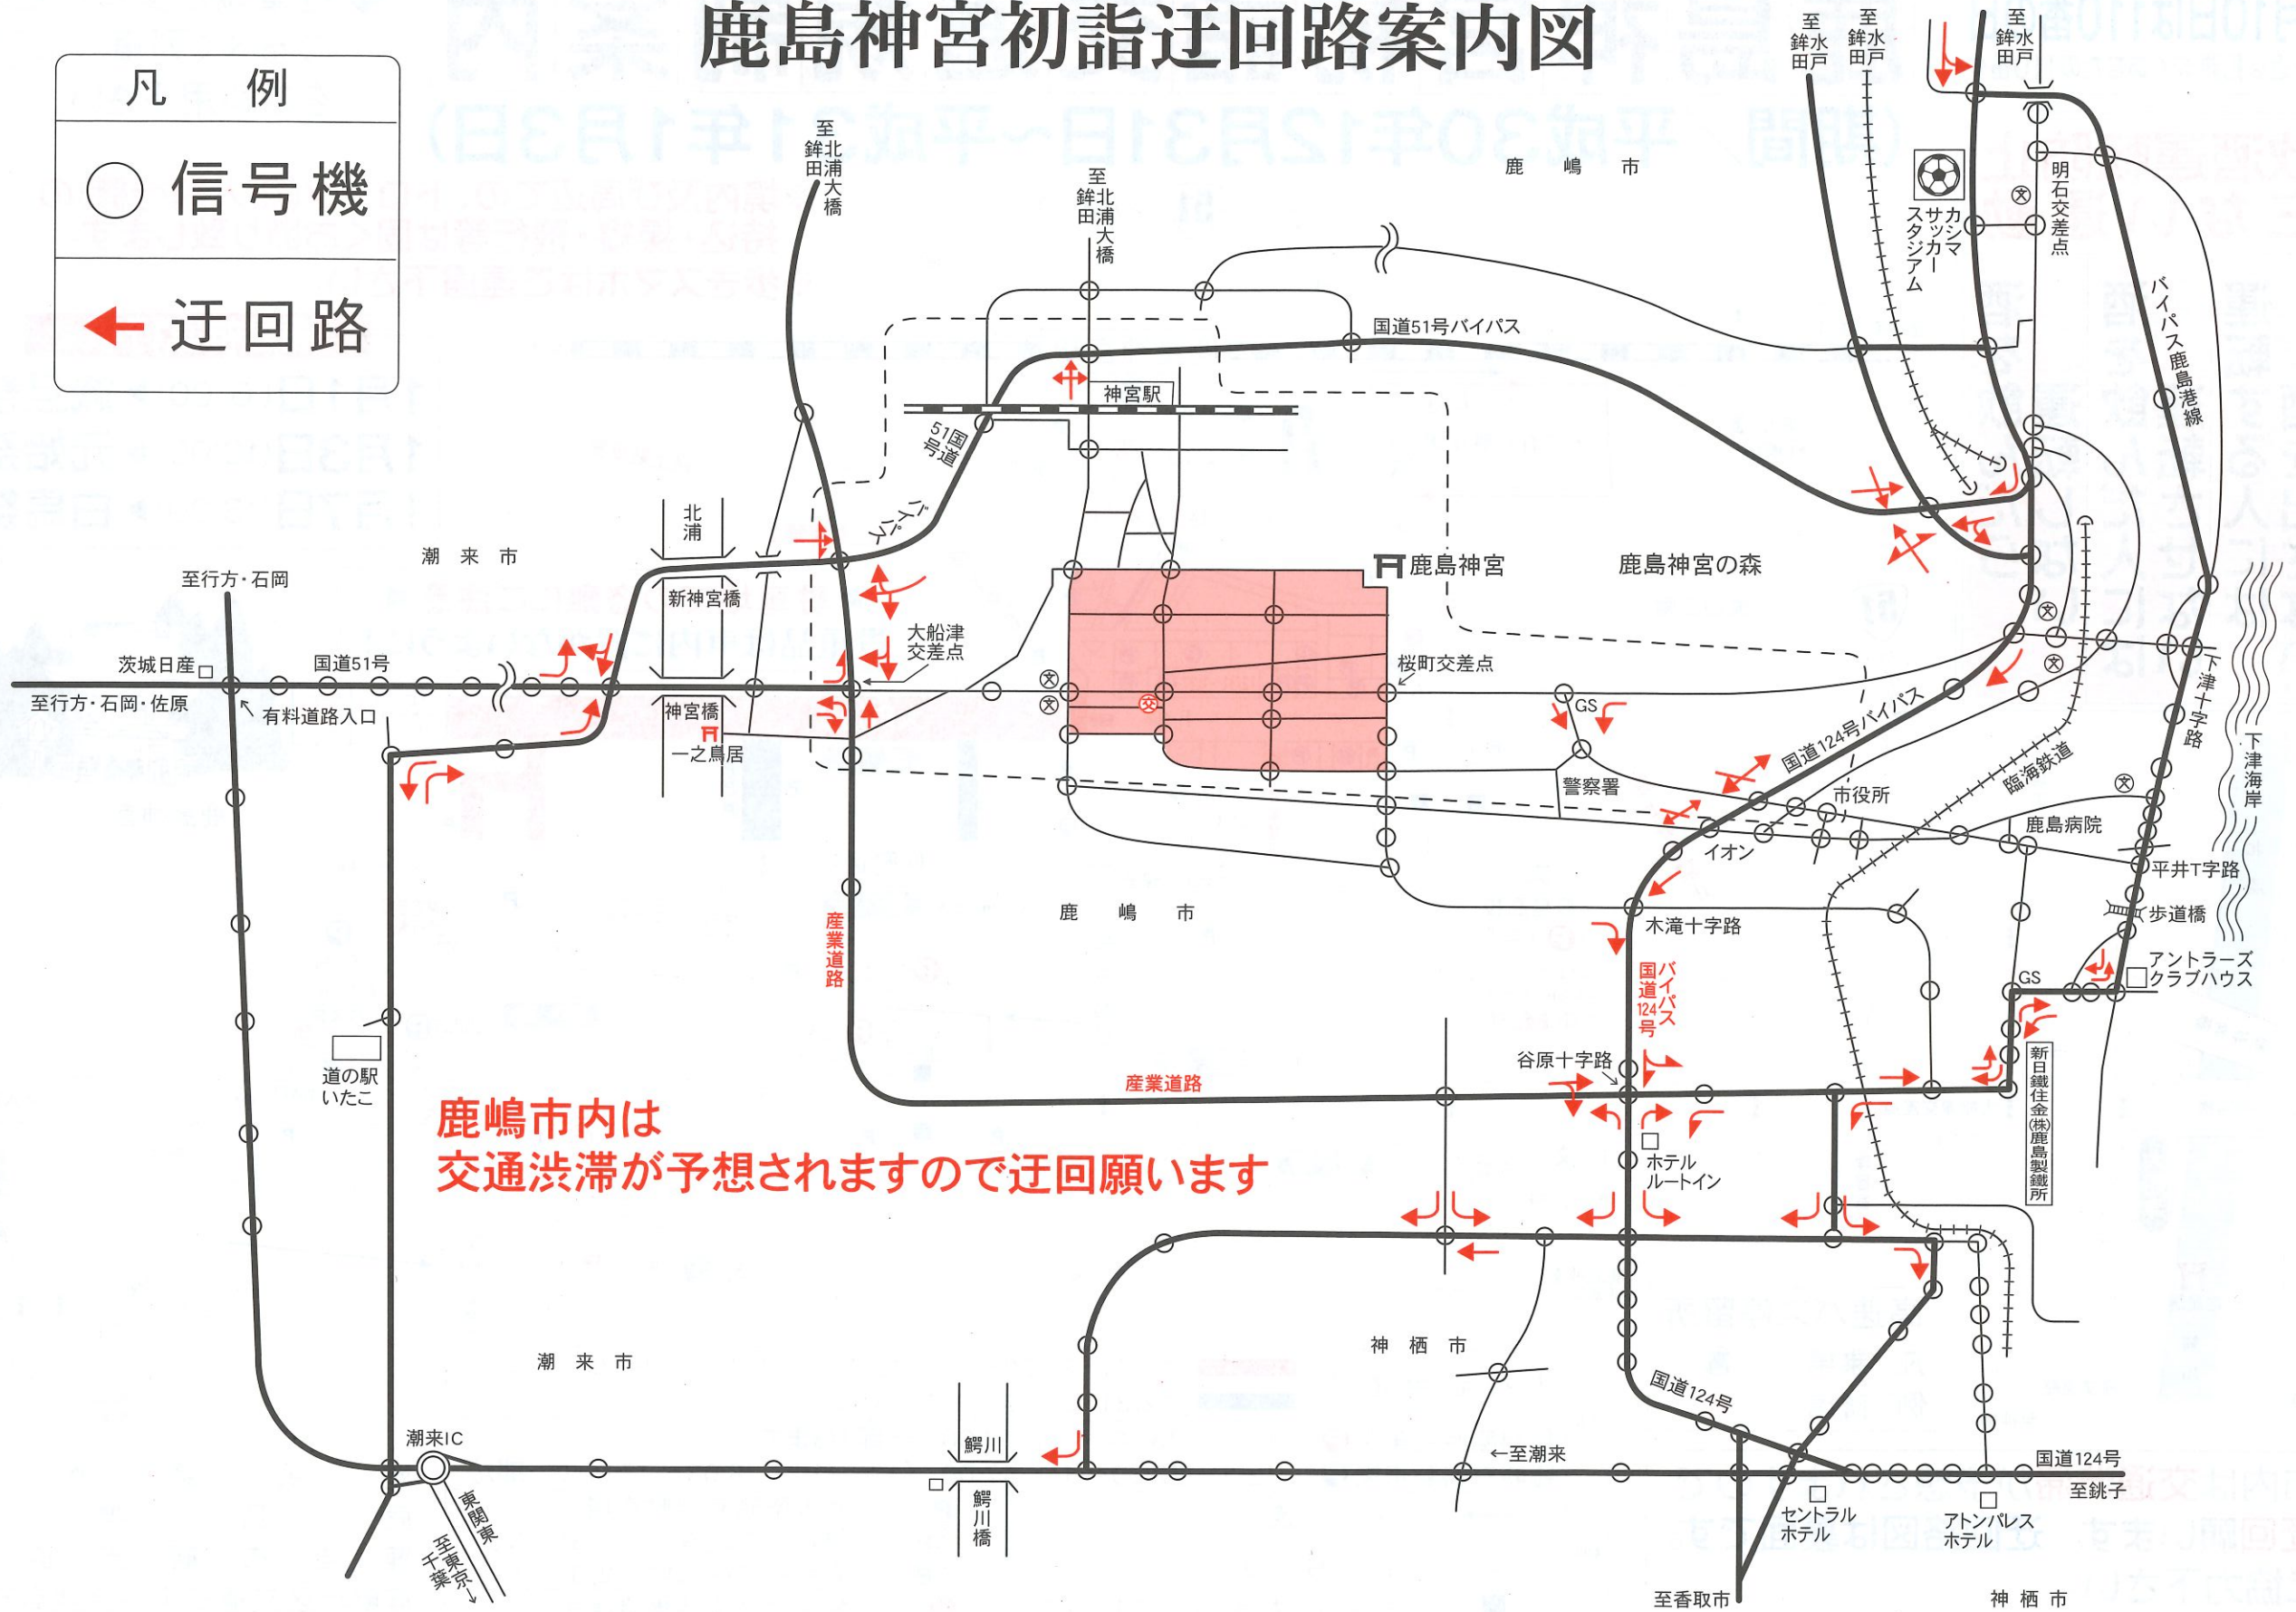 鹿島神宮初詣迂回路案内図
凡例
信号機
迂回路
至水戸
鉾田
至水戸
鉾田
至水戸
鉾田
至北浦大橋
鉾田
至北浦大橋
鉾田
鹿嶋市
カシマ
サッカー
スタジアム
明石交差点
バイパス鹿島港線
国道51号バイパス
神宮駅
国道
51号
バイパス
潮来市
北浦
新神宮橋
鹿島神宮
鹿島神宮の森
至行方・石岡
茨城日産
国道51号
至行方・石岡・佐原
有料道路入口
大船津
交差点
神宮橋
一之鳥居
桜町交差点
GS
警察署
国道124号バイパス
市役所
臨海鉄道
下津十字路
下津海岸
鹿島病院
イオン
平井T字路
歩道橋
木滝十字路
アントラーズ
クラブハウス
GS
鹿嶋市
産業道路
バイパス
国道124号
道の駅
いたこ
谷原十字路
産業道路
新日鐵住金㈱鹿島製鐵所
鹿嶋市内は
交通渋滞が予想されますので迂回願います
ホテル
ルートイン
潮来市
神栖市
国道124号
潮来IC
東関東
至東京
千葉
鰐川
鰐川橋
←至潮来
国道124号
至銚子
セントラル
ホテル
アトンパレス
ホテル
至香取市
神栖市
文
文
文
文
文
文
交